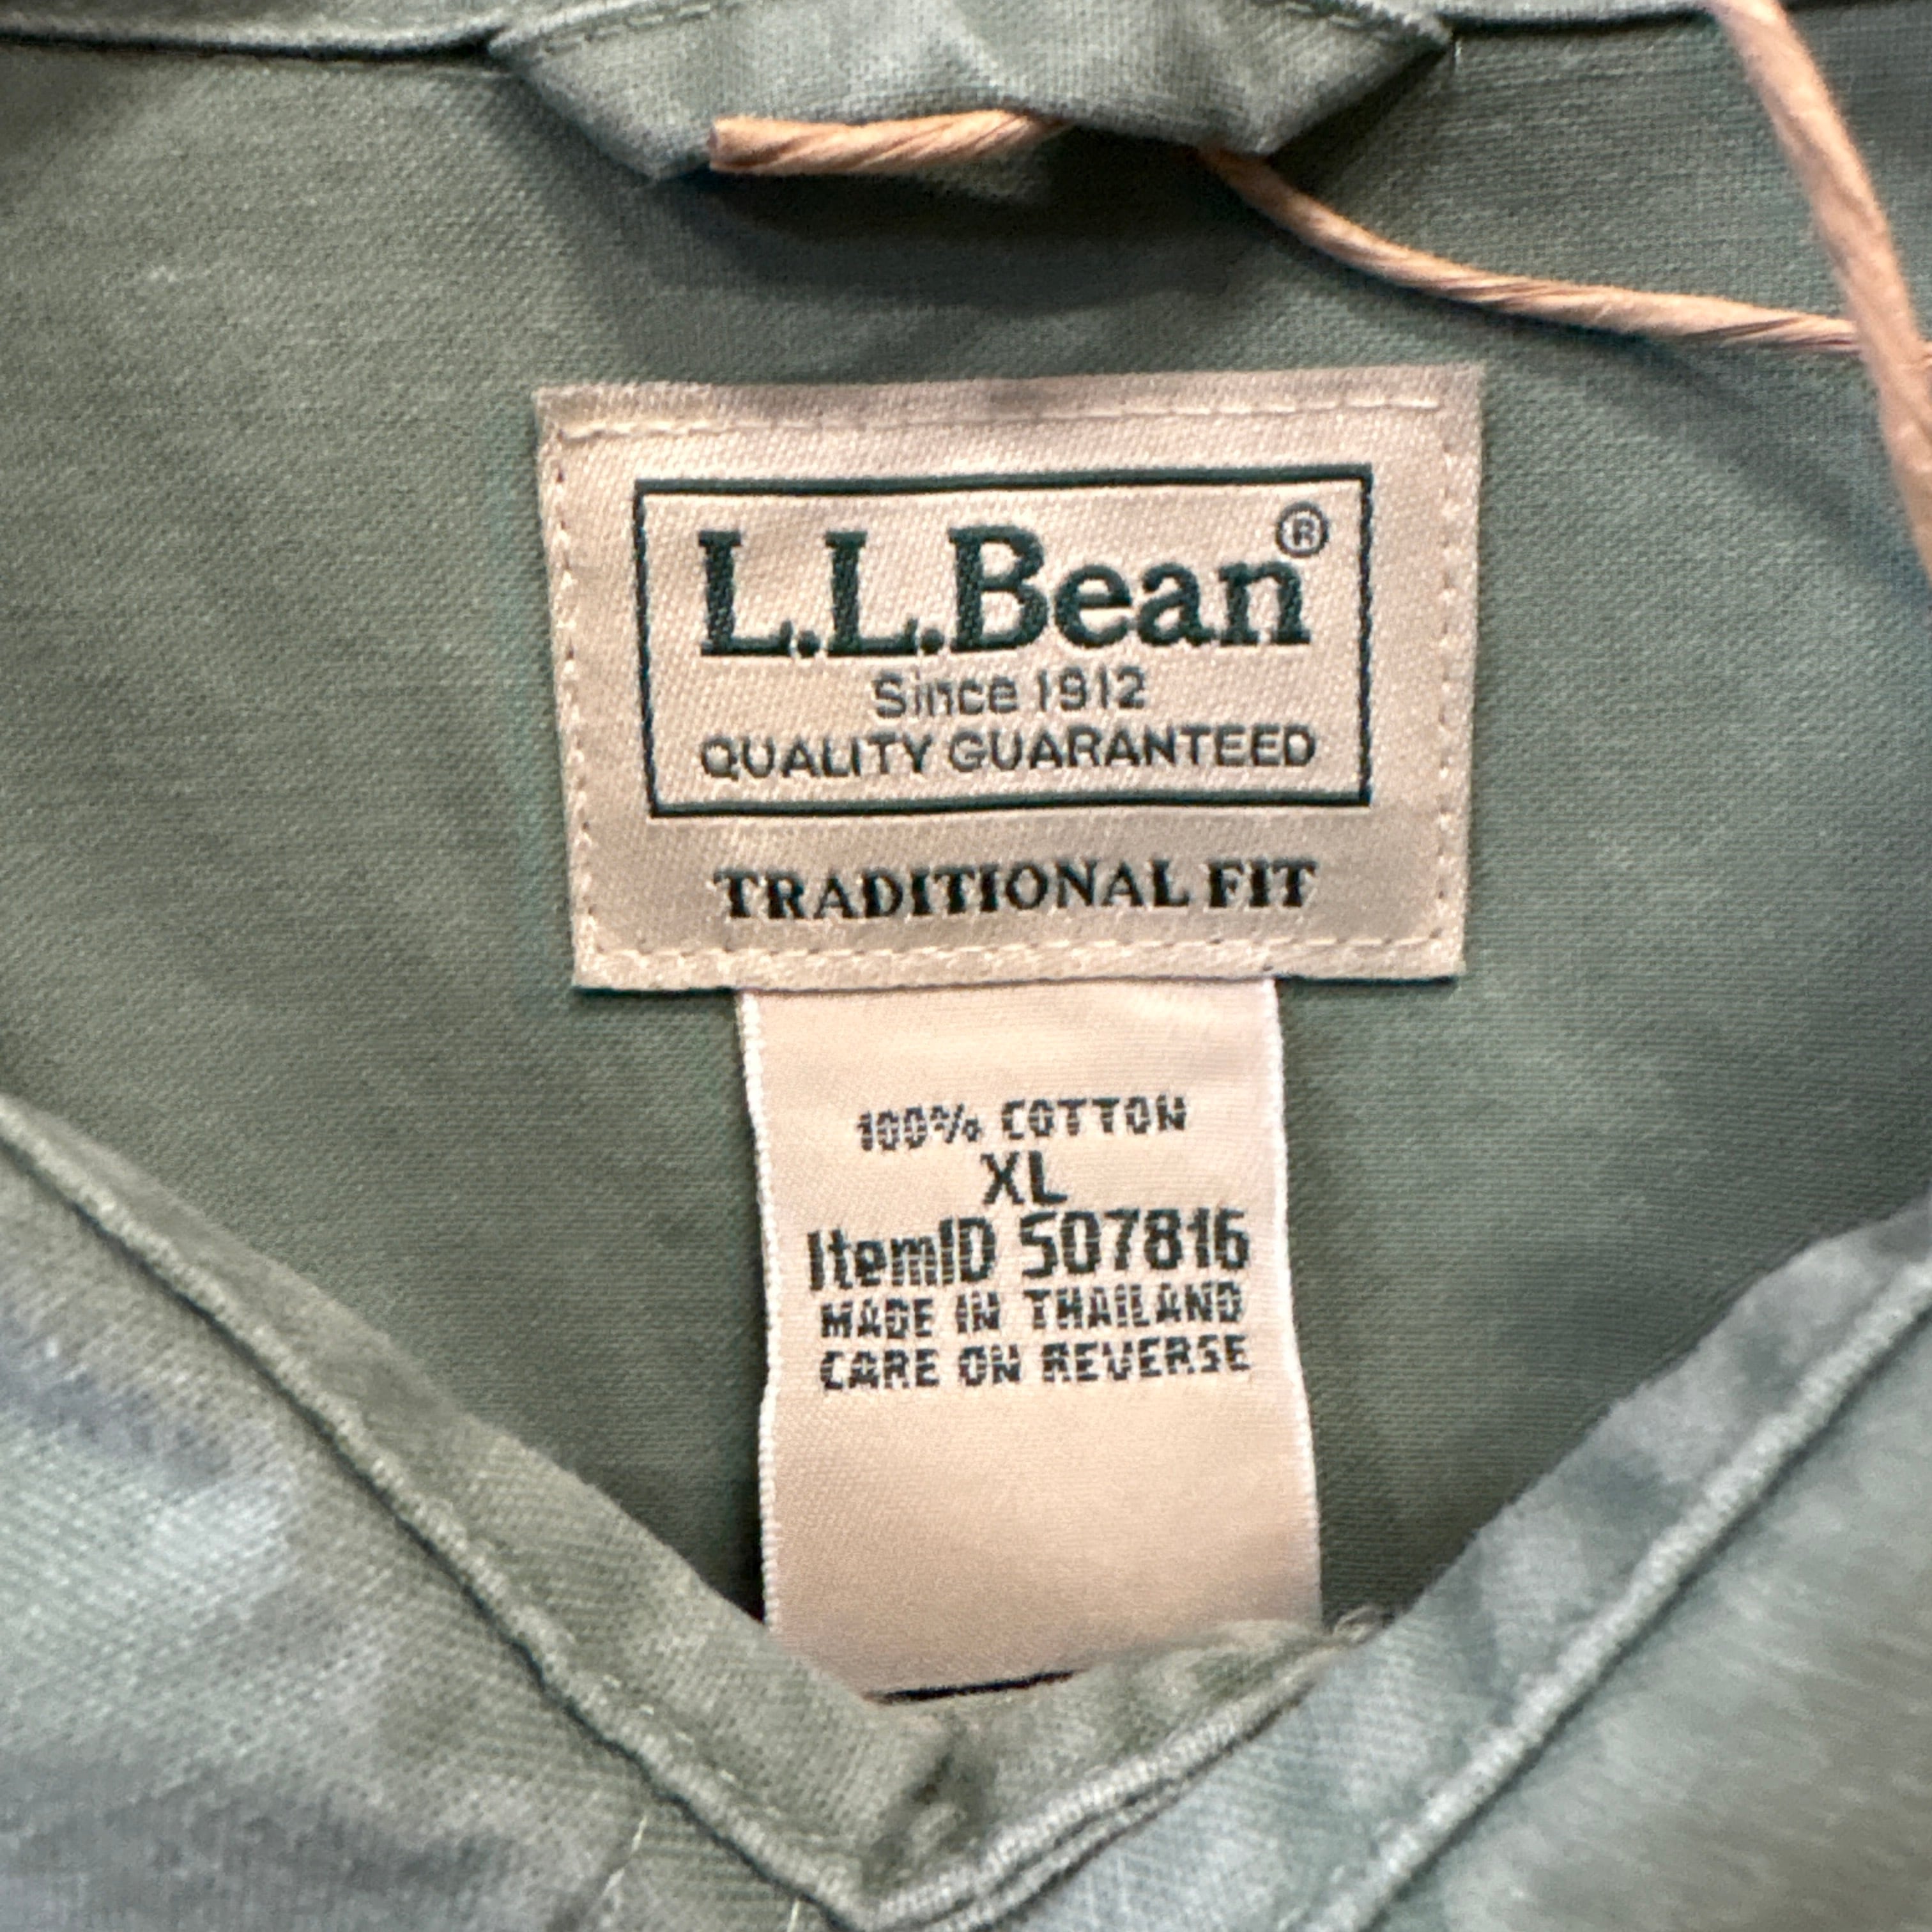 L.L.Bean®
Since 1912
QUALITY GUARANTEED
TRADITIONAL FIT
100% COTTON
XL
ItemID 507816
MADE IN THAILAND
CARE ON REVERSE